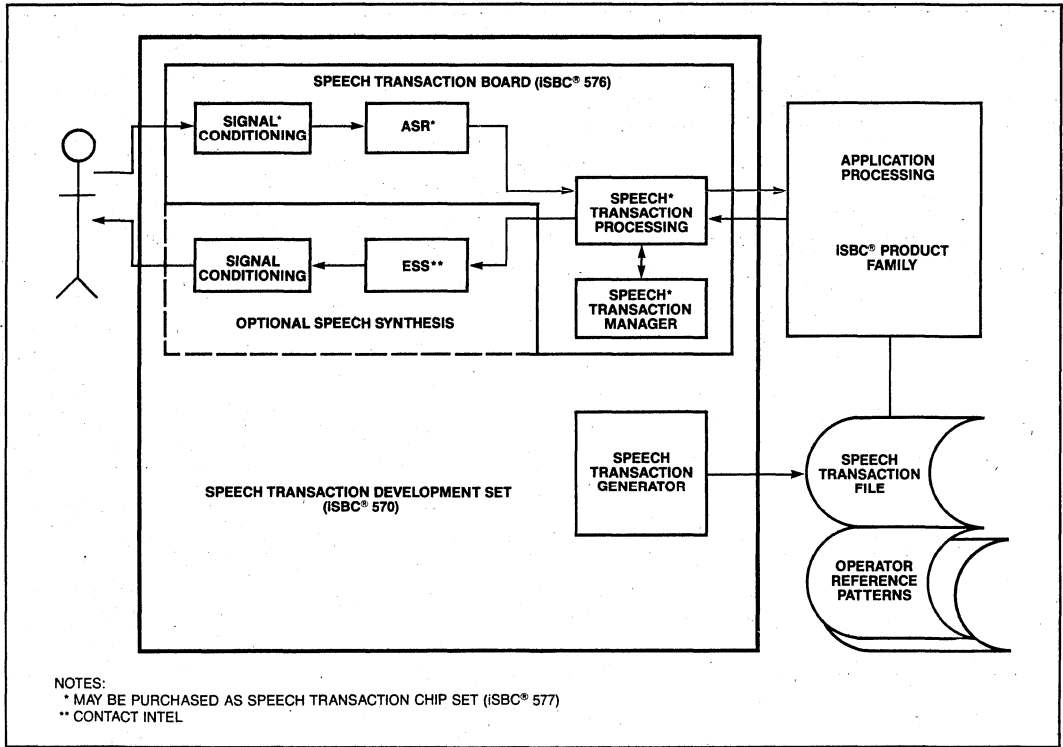 SPEECH TRANSACTION BOARD (iSBC® 576)
SIGNAL*
CONDITIONING
ASR*
SPEECH*
TRANSACTION
PROCESSING
APPLICATION
PROCESSING
iSBC® PRODUCT
FAMILY
SIGNAL
CONDITIONING
ESS**
OPTIONAL SPEECH SYNTHESIS
SPEECH*
TRANSACTION
MANAGER
SPEECH
TRANSACTION
GENERATOR
SPEECH
TRANSACTION
FILE
SPEECH TRANSACTION DEVELOPMENT SET
(iSBC® 570)
OPERATOR
REFERENCE
PATTERNS
NOTES:
* MAY BE PURCHASED AS SPEECH TRANSACTION CHIP SET (iSBC® 577)
** CONTACT INTEL